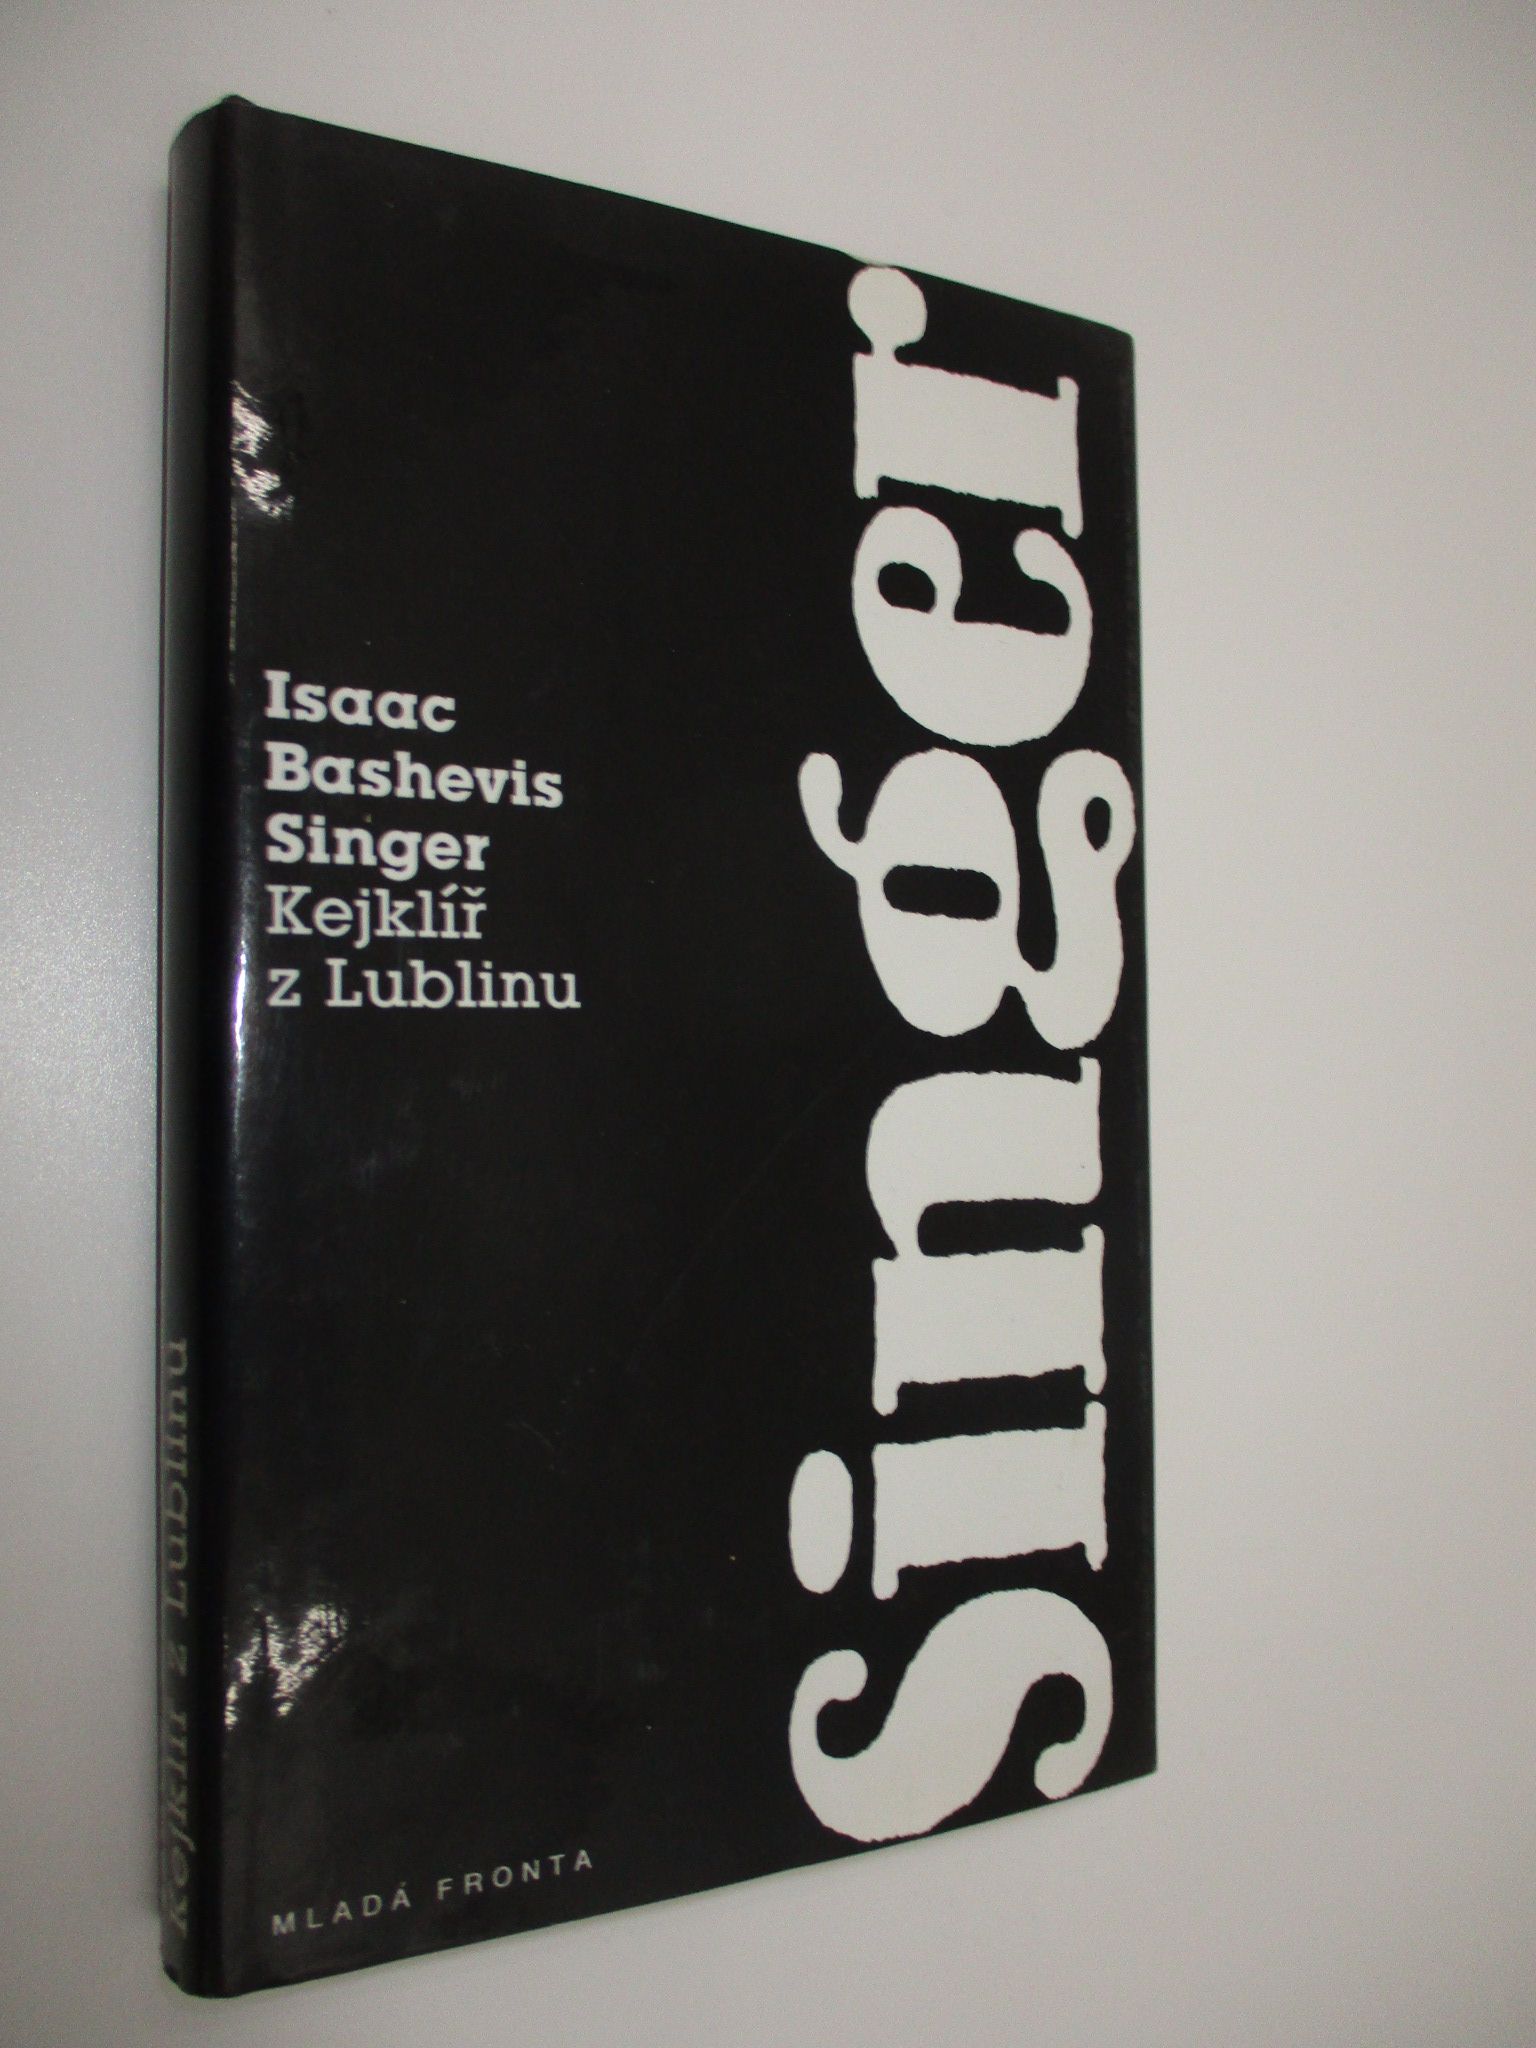 Isaac
Bashevis
Singer
Kejklíř
z Lublinu
singer
MLADÁ FRONTA
Kejklíř z Lublinu